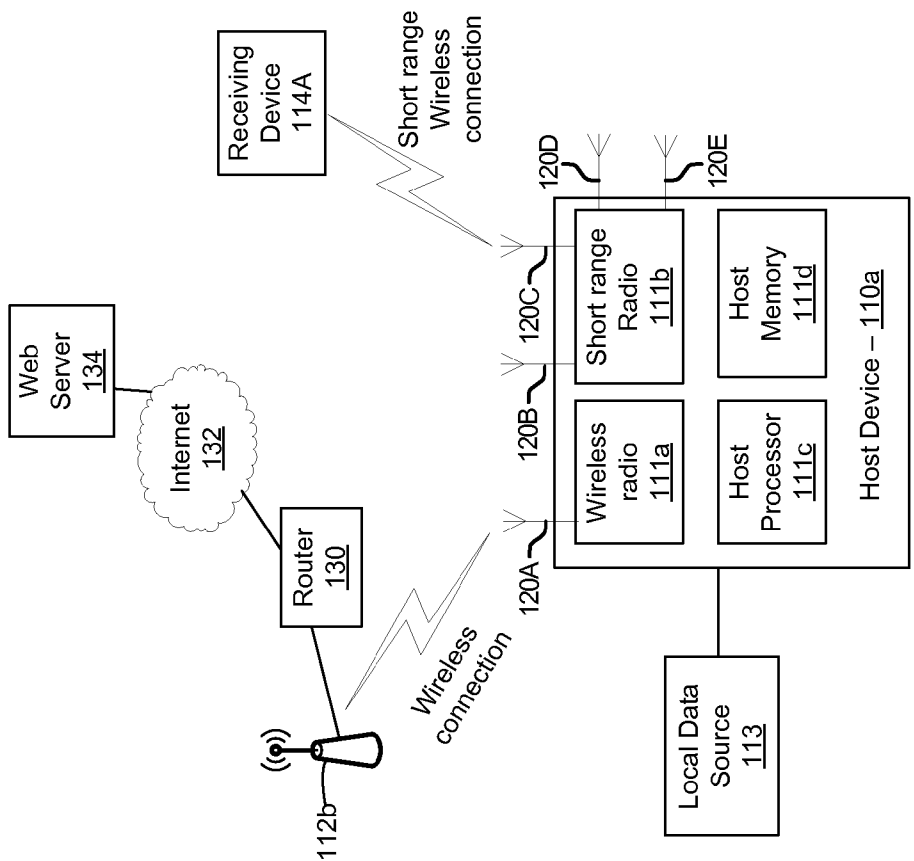 Web
Server
134
Internet
132
Router
130
112b
Wireless
connection
Receiving
Device
114A
Short range
Wireless
connection
120A
120B
120C
120D
120E
Wireless
radio
111a
Short range
Radio
111b
Host
Processor
111c
Host
Memory
111d
Host Device – 110a
Local Data
Source
113